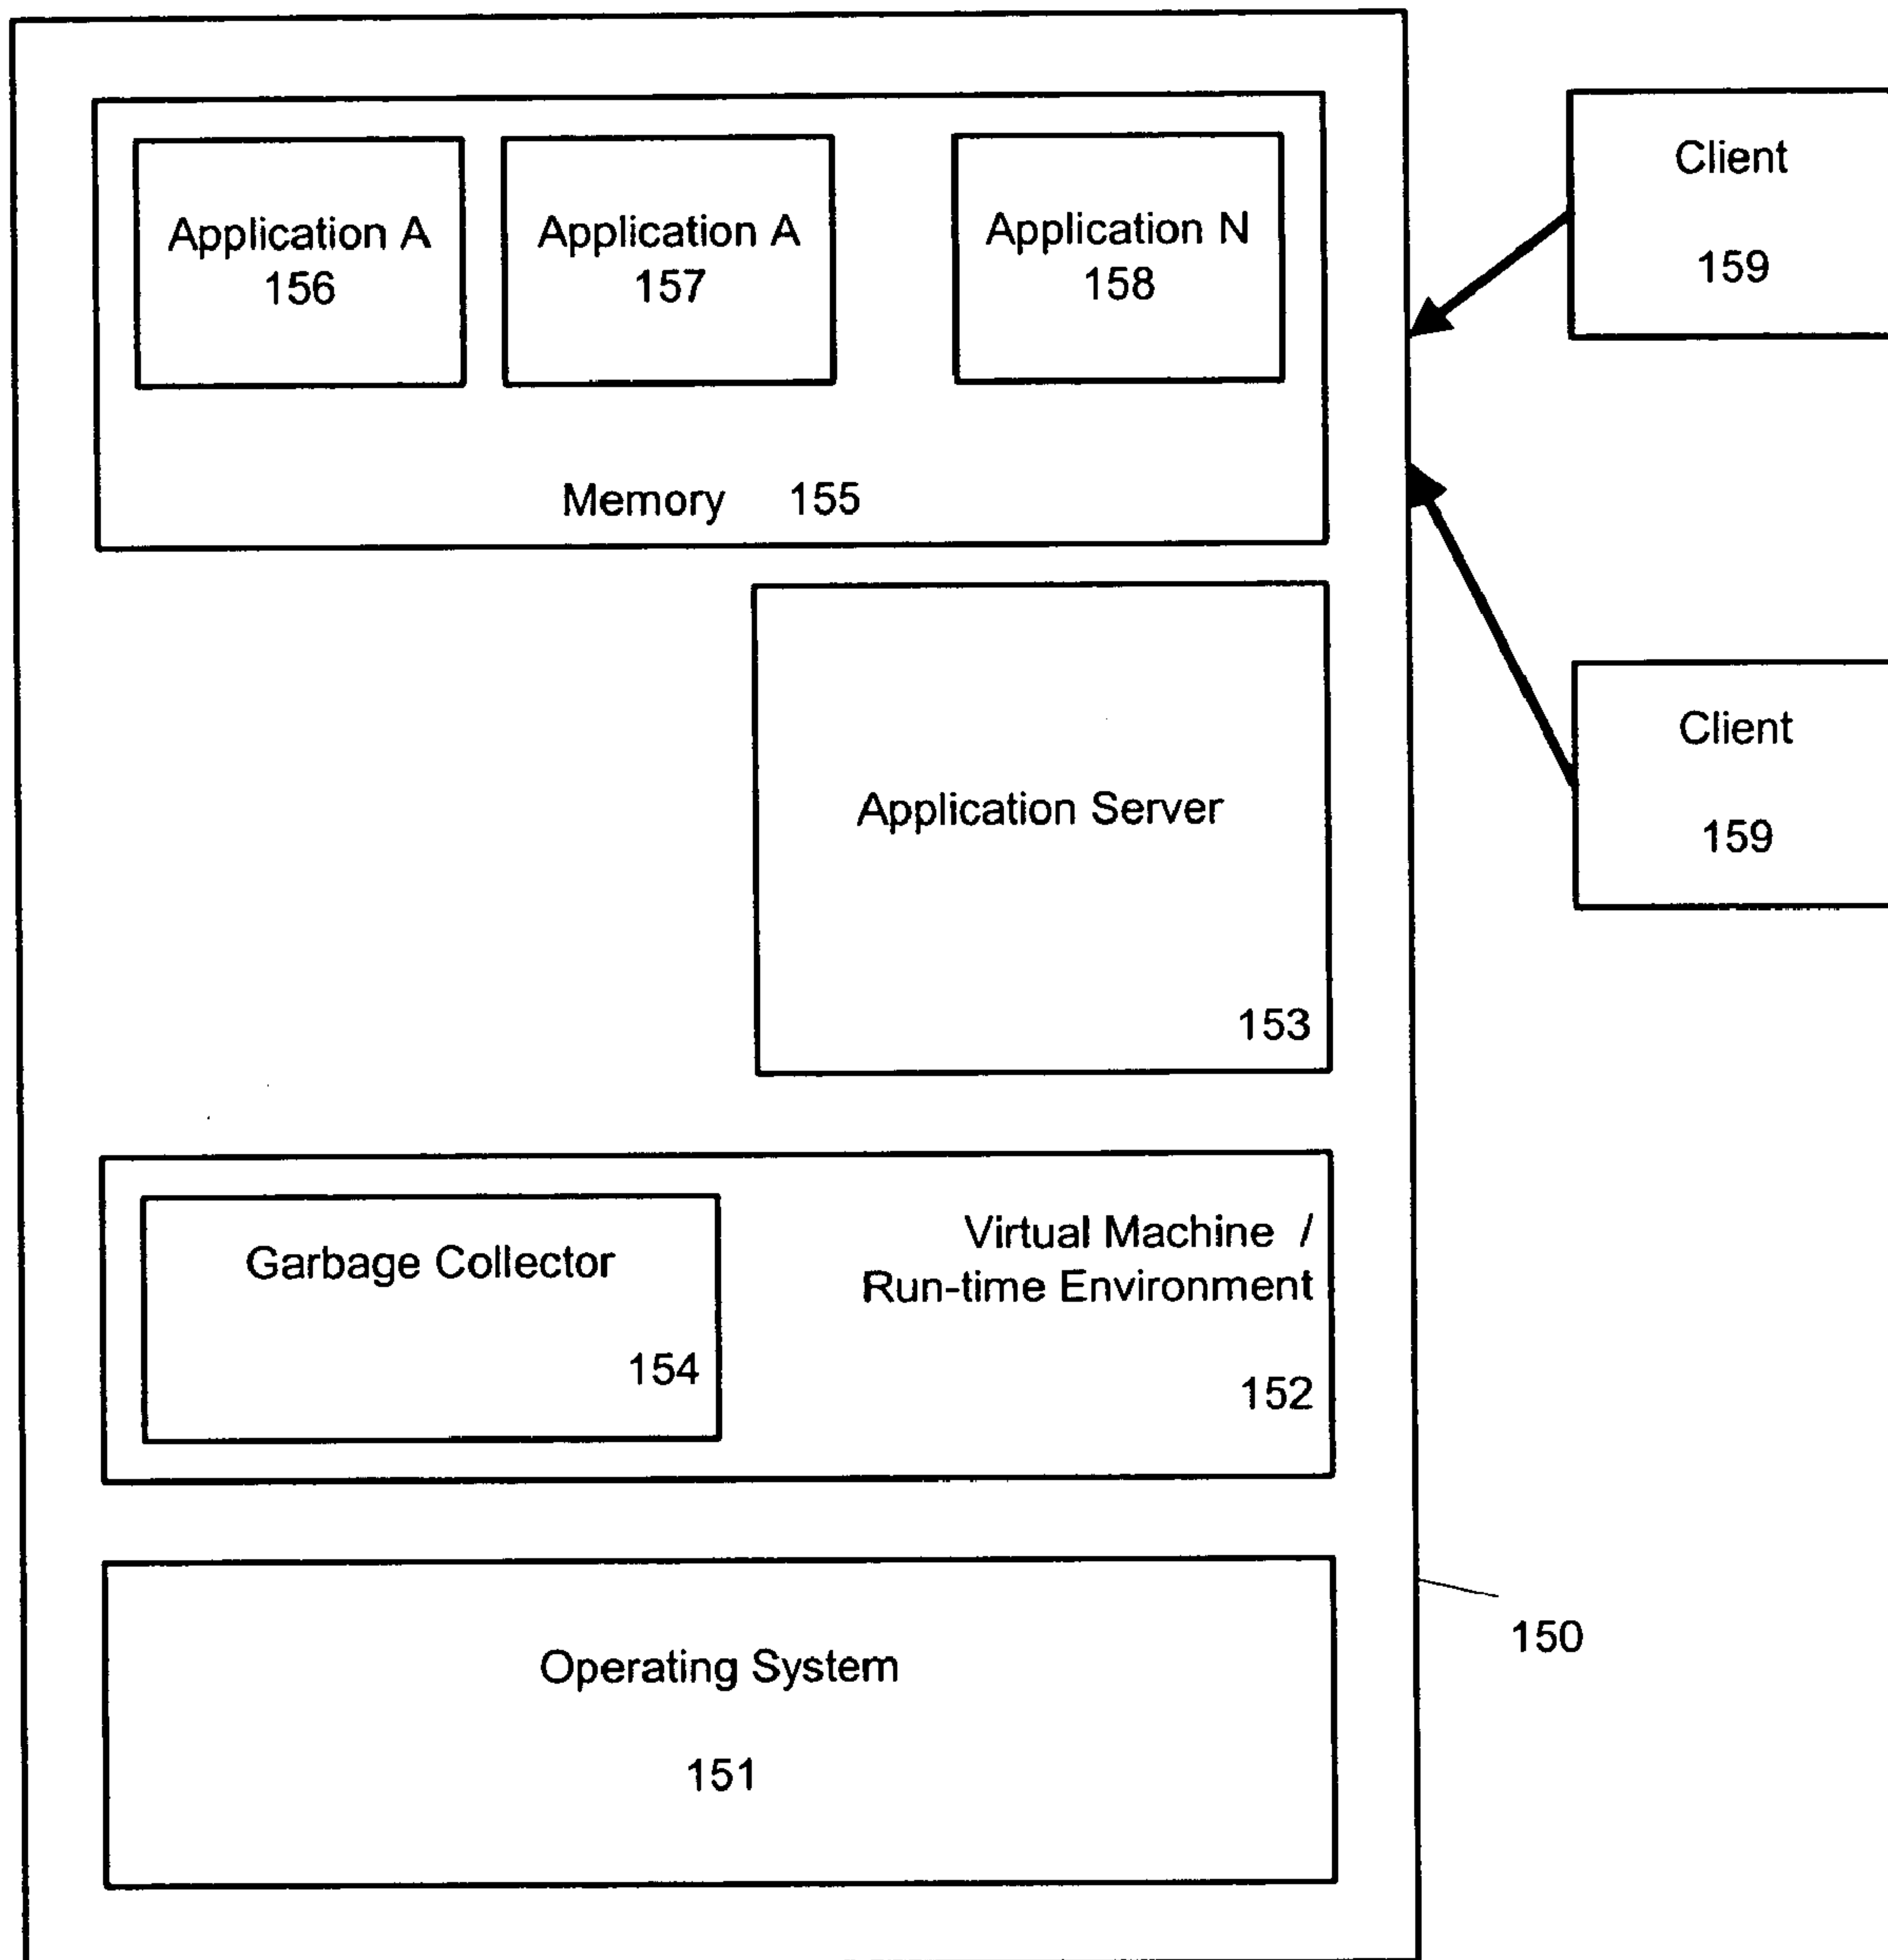 Application A
156
Application A
157
Application N
158
Memory 155
Client
159
Application Server
153
Client
159
Garbage Collector
154
Virtual Machine /
Run-time Environment
152
Operating System
151
150